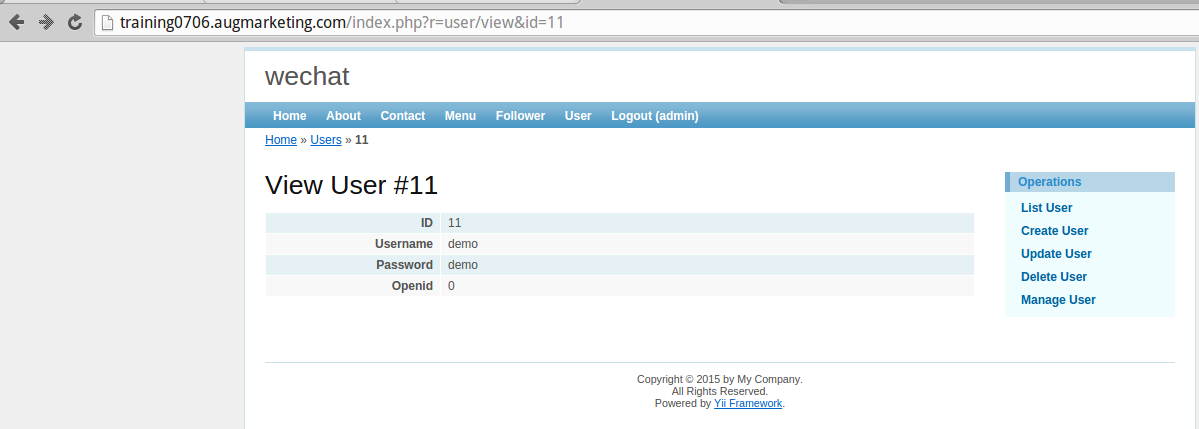 training0706.augmarketing.com/index.php?r=user/view&id=11
wechat
Home About Contact Menu Follower User Logout (admin)
Home » Users » 11
View User #11
ID 11
Username demo
Password demo
Openid 0
Operations
List User
Create User
Update User
Delete User
Manage User
Copyright © 2015 by My Company.
All Rights Reserved.
Powered by Yii Framework.